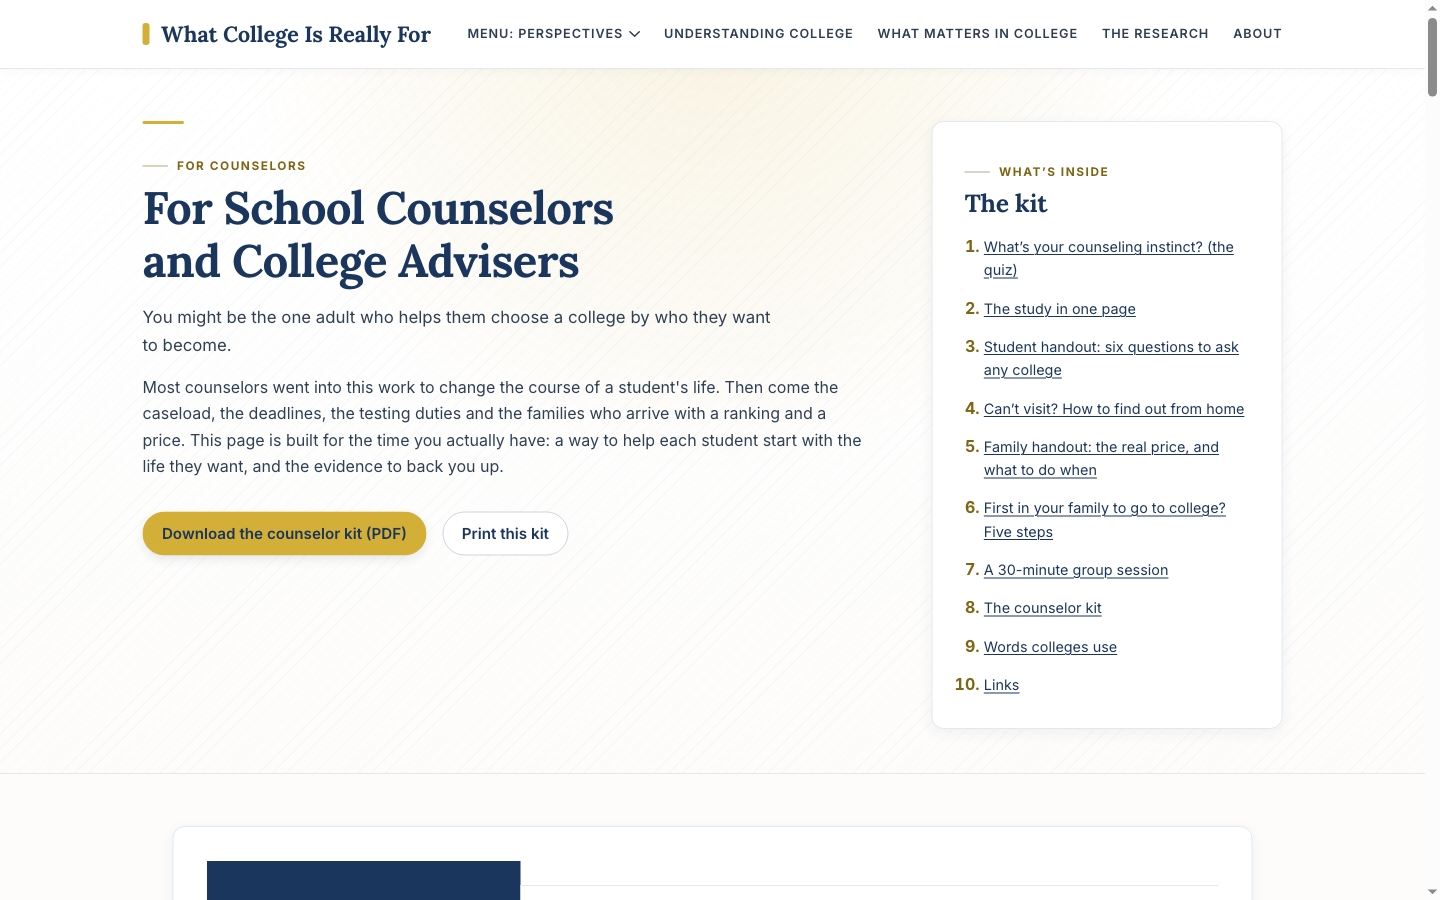 What College Is Really For
MENU: PERSPECTIVES
UNDERSTANDING COLLEGE
WHAT MATTERS IN COLLEGE
THE RESEARCH
ABOUT
FOR COUNSELORS
For School Counselors
and College Advisers
You might be the one adult who helps them choose a college by who they want
to become.
Most counselors went into this work to change the course of a student's life. Then come the
caseload, the deadlines, the testing duties and the families who arrive with a ranking and a
price. This page is built for the time you actually have: a way to help each student start with the
life they want, and the evidence to back you up.
Download the counselor kit (PDF)
Print this kit
WHAT’S INSIDE
The kit
1. What’s your counseling instinct? (the
quiz)
2. The study in one page
3. Student handout: six questions to ask
any college
4. Can’t visit? How to find out from home
5. Family handout: the real price, and
what to do when
6. First in your family to go to college?
Five steps
7. A 30-minute group session
8. The counselor kit
9. Words colleges use
10. Links